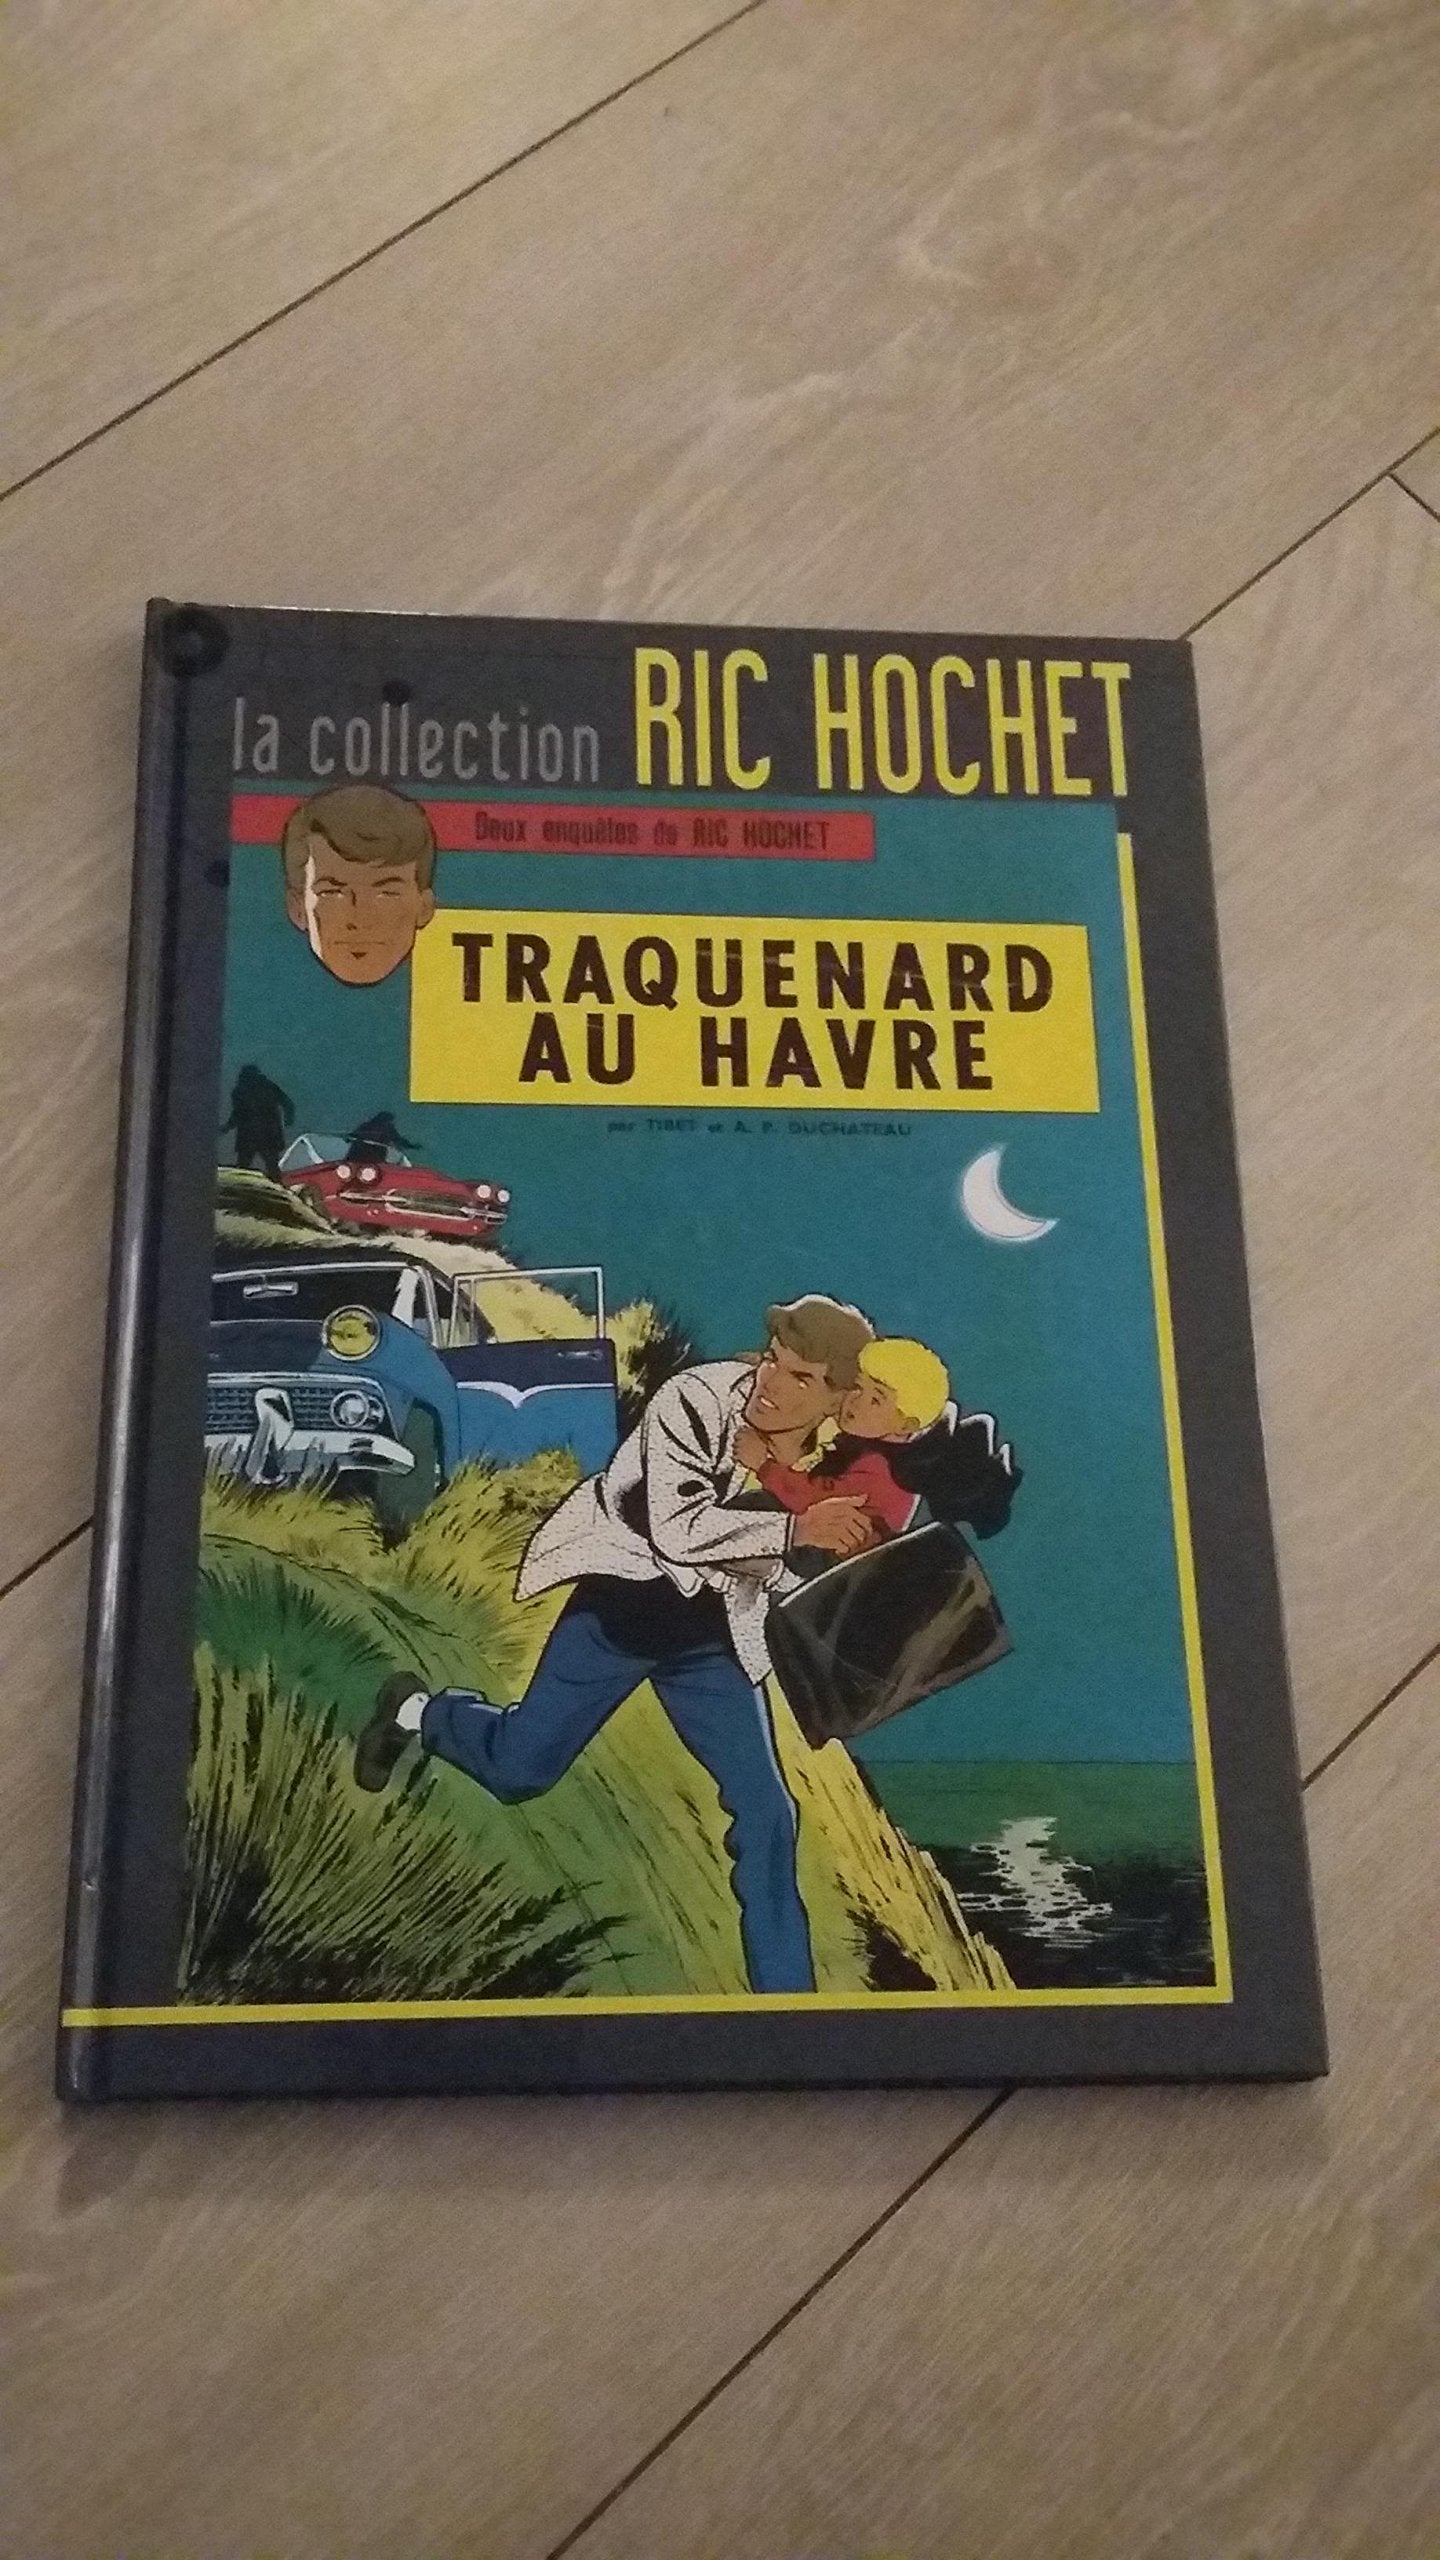 la collection RIC HOCHET
Deux enquêtes de RIC HOCHET
TRAQUENARD
AU HAVRE
par TIBET et A. P. DUCHATEAU